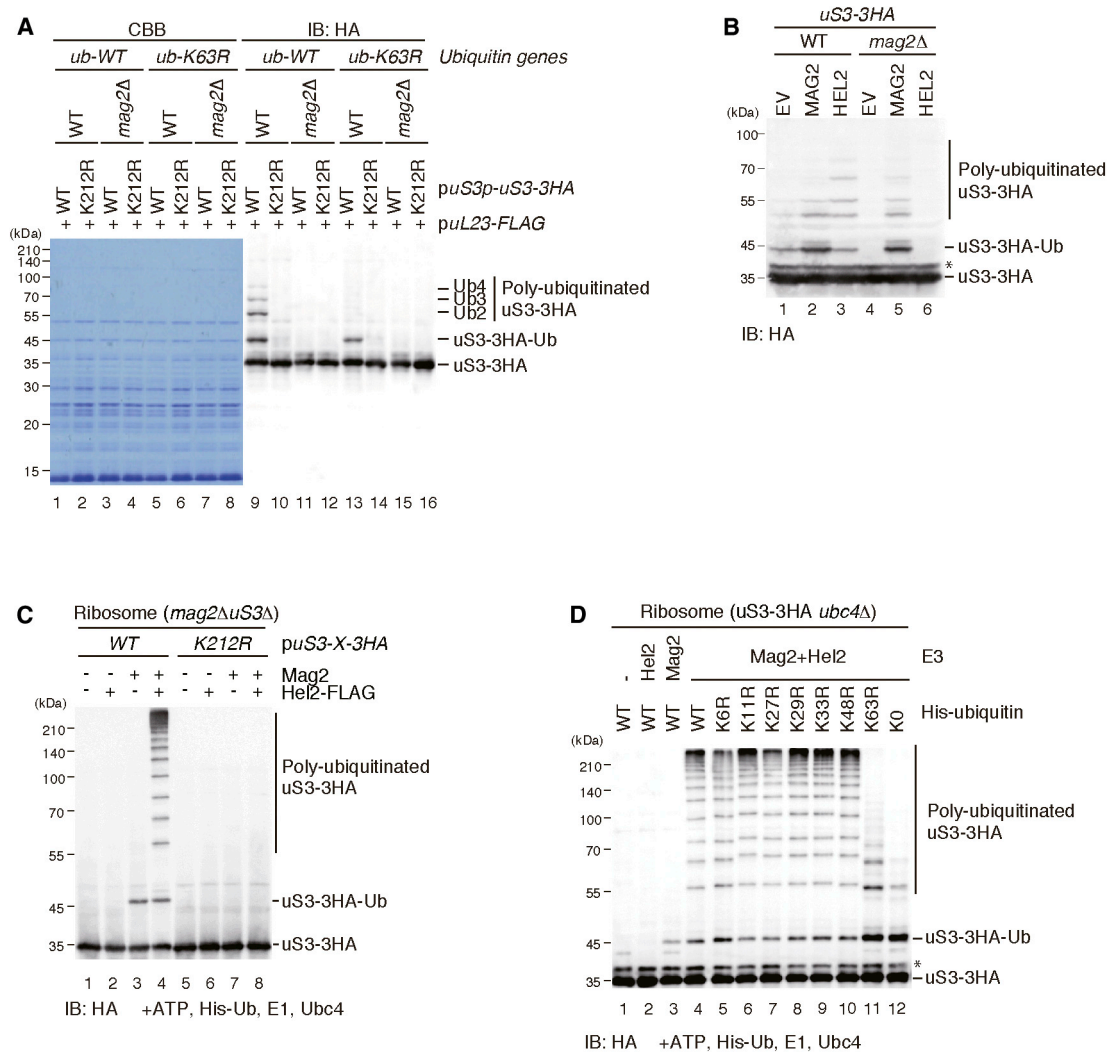 A
CBB IB: HA
ub-WT ub-K63R ub-WT ub-K63R Ubiquitin genes
WT mag2Δ WT mag2Δ WT mag2Δ WT mag2Δ
WT K212R WT K212R WT K212R WT K212R WT K212R WT K212R WT K212R WT K212R puS3p-uS3-3HA
+ + + + + + + + + + + + + + + + puL23-FLAG
(kDa)
210
140
100
70
55
45
35
30
20
15
Ub4
Ub3
Ub2
Poly-ubiquitinated
uS3-3HA
uS3-3HA-Ub
uS3-3HA
1 2 3 4 5 6 7 8 9 10 11 12 13 14 15 16
B
uS3-3HA
WT mag2Δ
EV MAG2 HEL2 EV MAG2 HEL2
(kDa)
100
70
55
45
35
Poly-ubiquitinated
uS3-3HA
uS3-3HA-Ub
*
uS3-3HA
1 2 3 4 5 6
IB: HA
C
Ribosome (mag2ΔuS3Δ)
WT K212R puS3-X-3HA
- - + + - - + + Mag2
- + - + - + - + Hel2-FLAG
(kDa)
210
140
100
70
55
45
35
Poly-ubiquitinated
uS3-3HA
uS3-3HA-Ub
uS3-3HA
1 2 3 4 5 6 7 8
IB: HA +ATP, His-Ub, E1, Ubc4
D
Ribosome (uS3-3HA ubc4Δ)
- Hel2 Mag2 Mag2+Hel2 E3
WT WT WT WT K6R K11R K27R K29R K33R K48R K63R K0 His-ubiquitin
(kDa)
210
140
100
70
55
45
35
Poly-ubiquitinated
uS3-3HA
uS3-3HA-Ub
*
uS3-3HA
1 2 3 4 5 6 7 8 9 10 11 12
IB: HA +ATP, His-Ub, E1, Ubc4